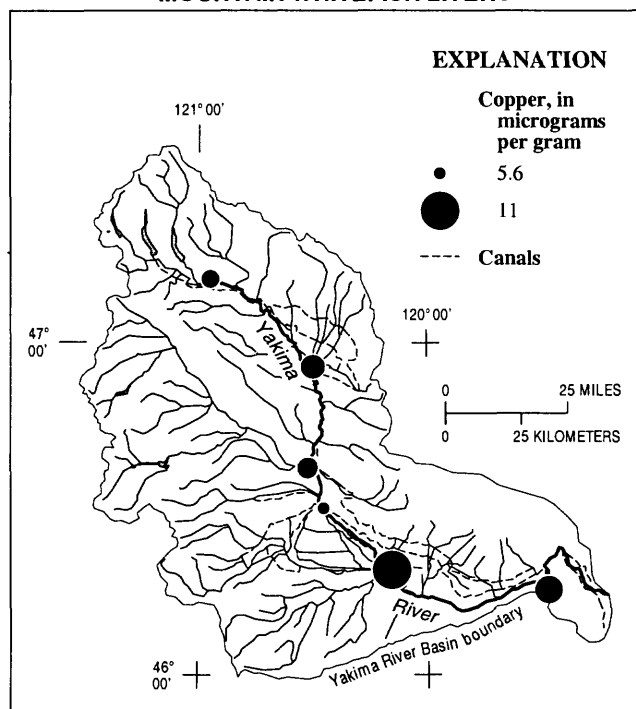 EXPLANATION
Copper, in
micrograms
per gram
5.6
11
Canals
121° 00'
120° 00'
47°
00'
Yakima
0 25 MILES
0 25 KILOMETERS
River
Yakima River Basin boundary
46°
00'